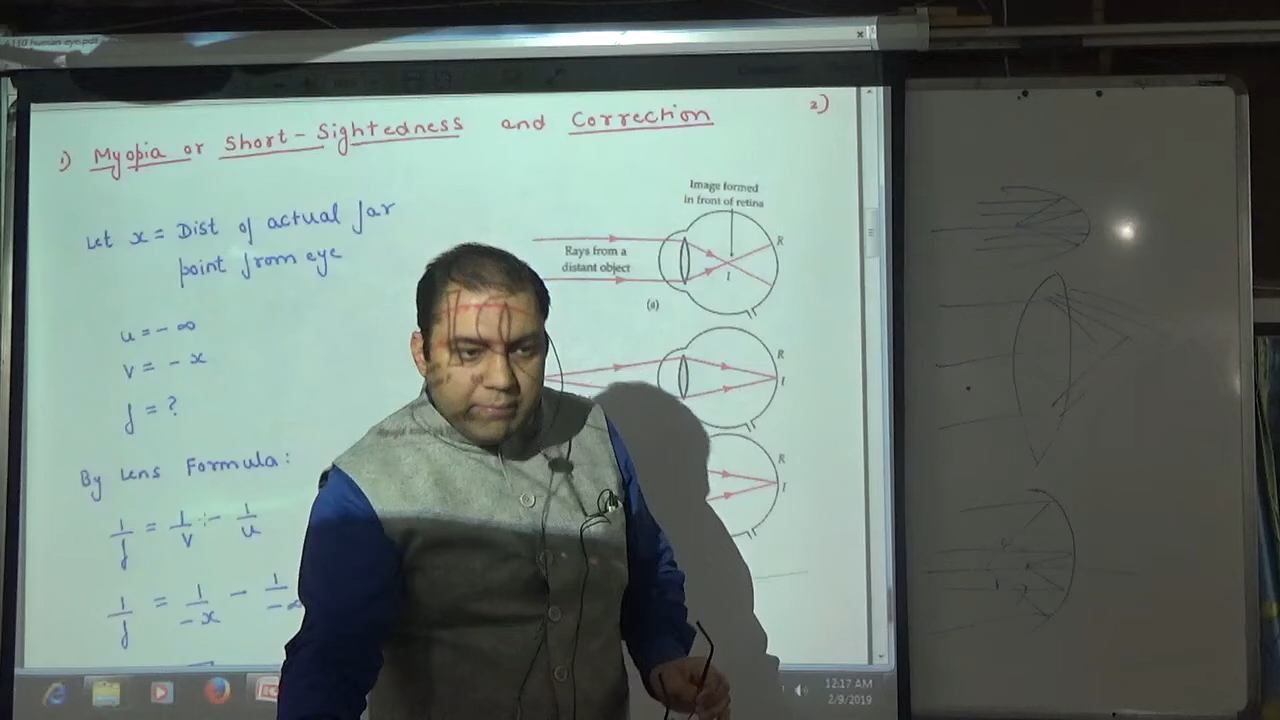 human eye.pdf
1) Myopia or Short-Sightedness and Correction
2)
Let x = Dist of actual far
point from eye
u = - ∞
v = - x
f = ?
By Lens Formula:
1/f = 1/v - 1/u
1/f = 1/-x - 1/-∞
Image formed
in front of retina
Rays from a
distant object
R
I
(a)
R
I
R
I
12:17 AM
2/9/2019